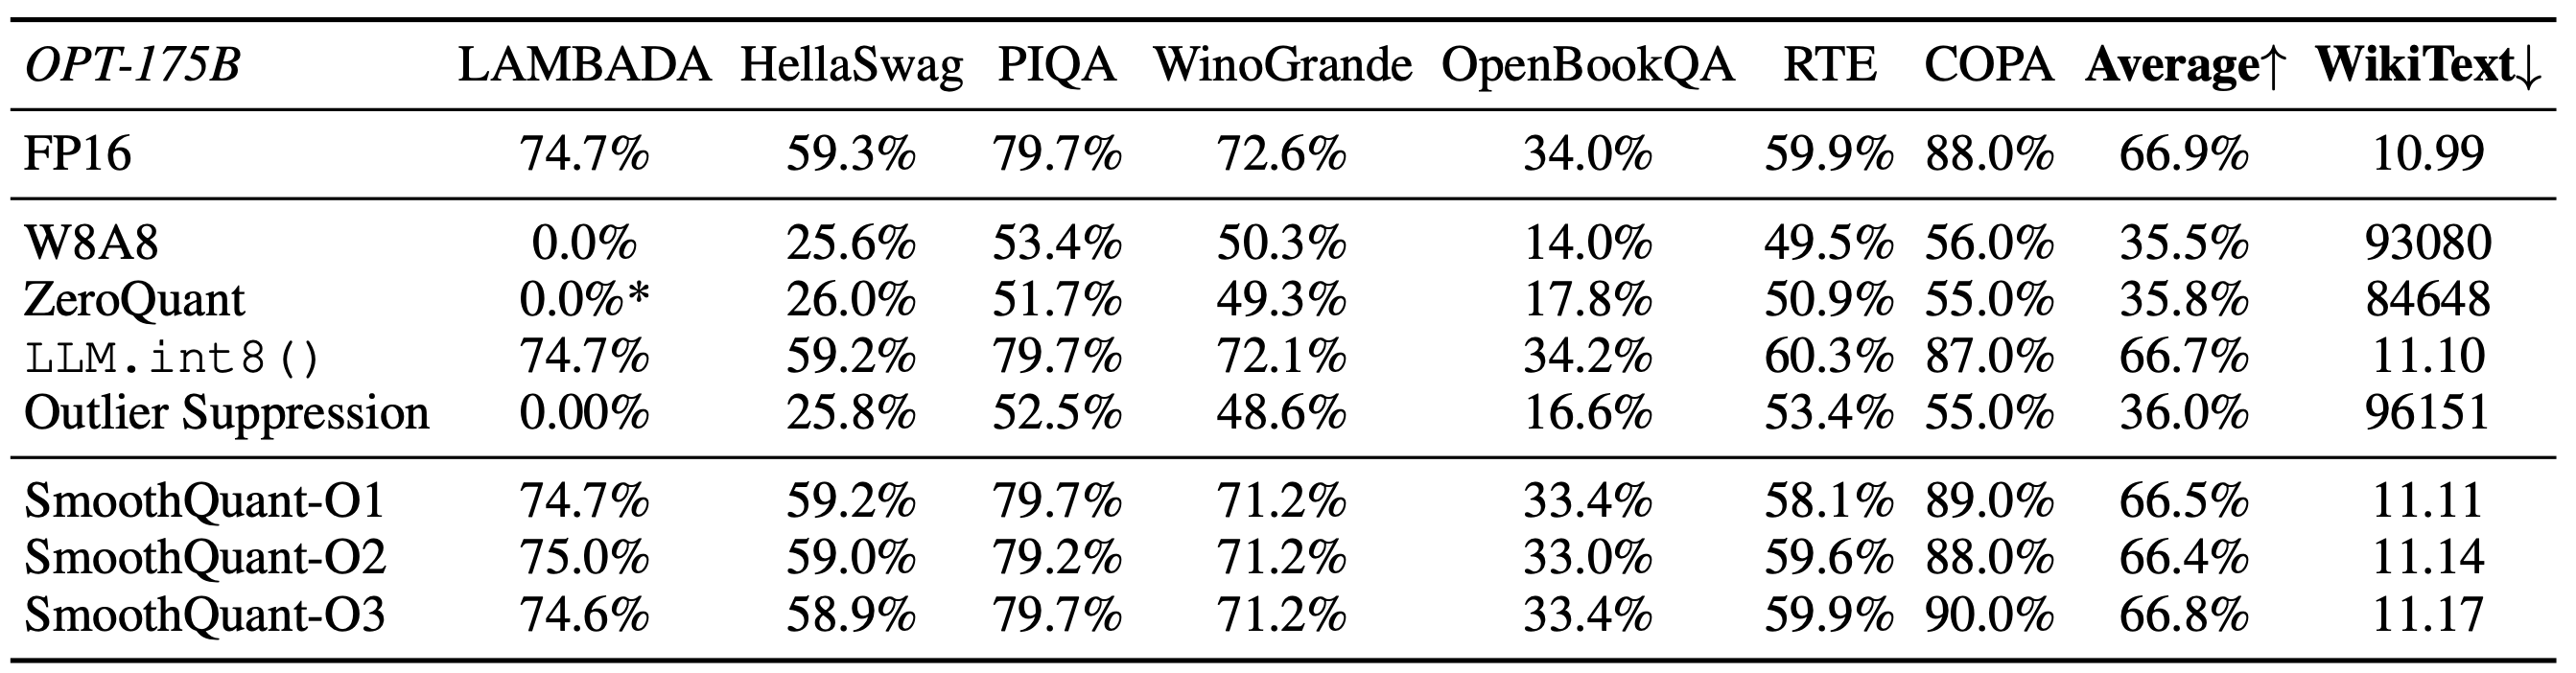 OPT-175B LAMBADA HellaSwag PIQA WinoGrande OpenBookQA RTE COPA Average↑ WikiText↓
FP16 74.7% 59.3% 79.7% 72.6% 34.0% 59.9% 88.0% 66.9% 10.99
W8A8 0.0% 25.6% 53.4% 50.3% 14.0% 49.5% 56.0% 35.5% 93080
ZeroQuant 0.0%* 26.0% 51.7% 49.3% 17.8% 50.9% 55.0% 35.8% 84648
LLM.int8() 74.7% 59.2% 79.7% 72.1% 34.2% 60.3% 87.0% 66.7% 11.10
Outlier Suppression 0.00% 25.8% 52.5% 48.6% 16.6% 53.4% 55.0% 36.0% 96151
SmoothQuant-O1 74.7% 59.2% 79.7% 71.2% 33.4% 58.1% 89.0% 66.5% 11.11
SmoothQuant-O2 75.0% 59.0% 79.2% 71.2% 33.0% 59.6% 88.0% 66.4% 11.14
SmoothQuant-O3 74.6% 58.9% 79.7% 71.2% 33.4% 59.9% 90.0% 66.8% 11.17